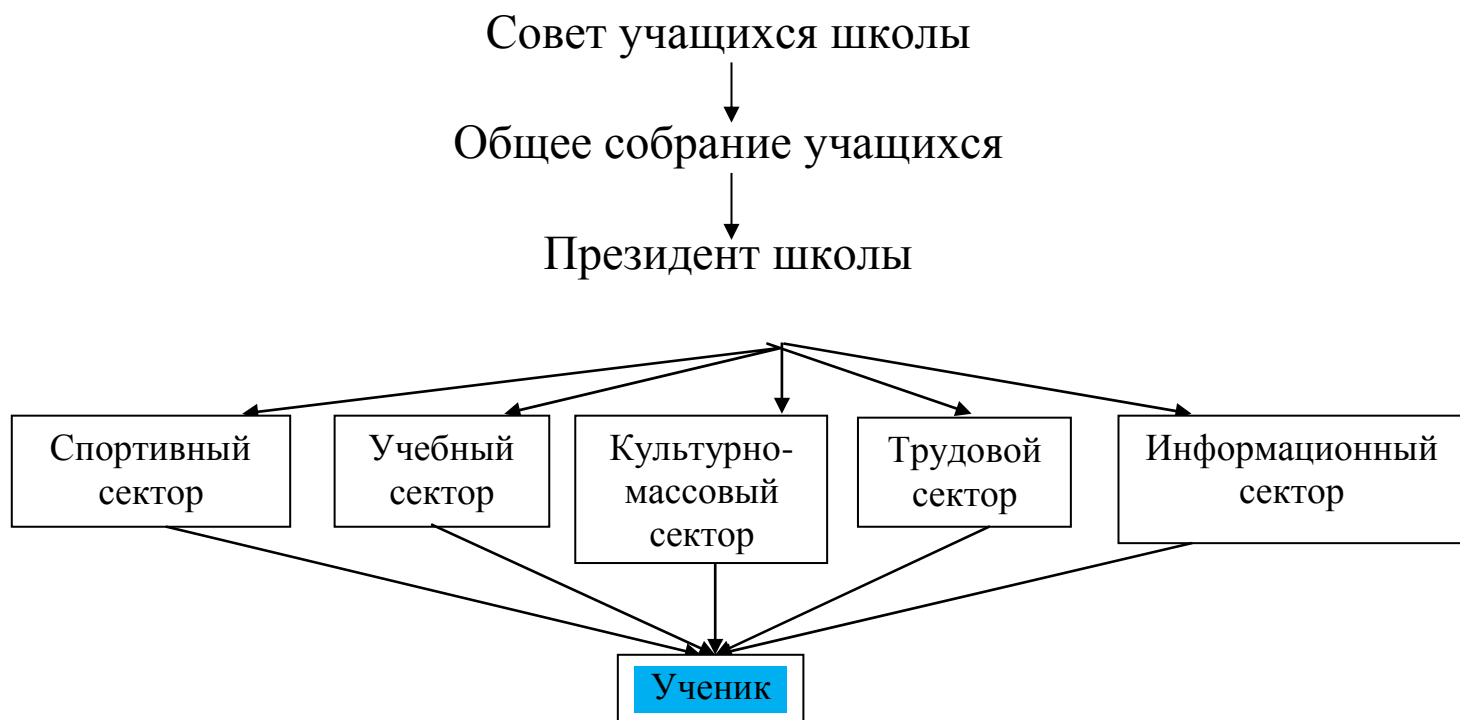 Совет учащихся школы
Общее собрание учащихся
Президент школы
Спортивный
сектор
Учебный
сектор
Культурно-
массовый
сектор
Трудовой
сектор
Информационный
сектор
Ученик